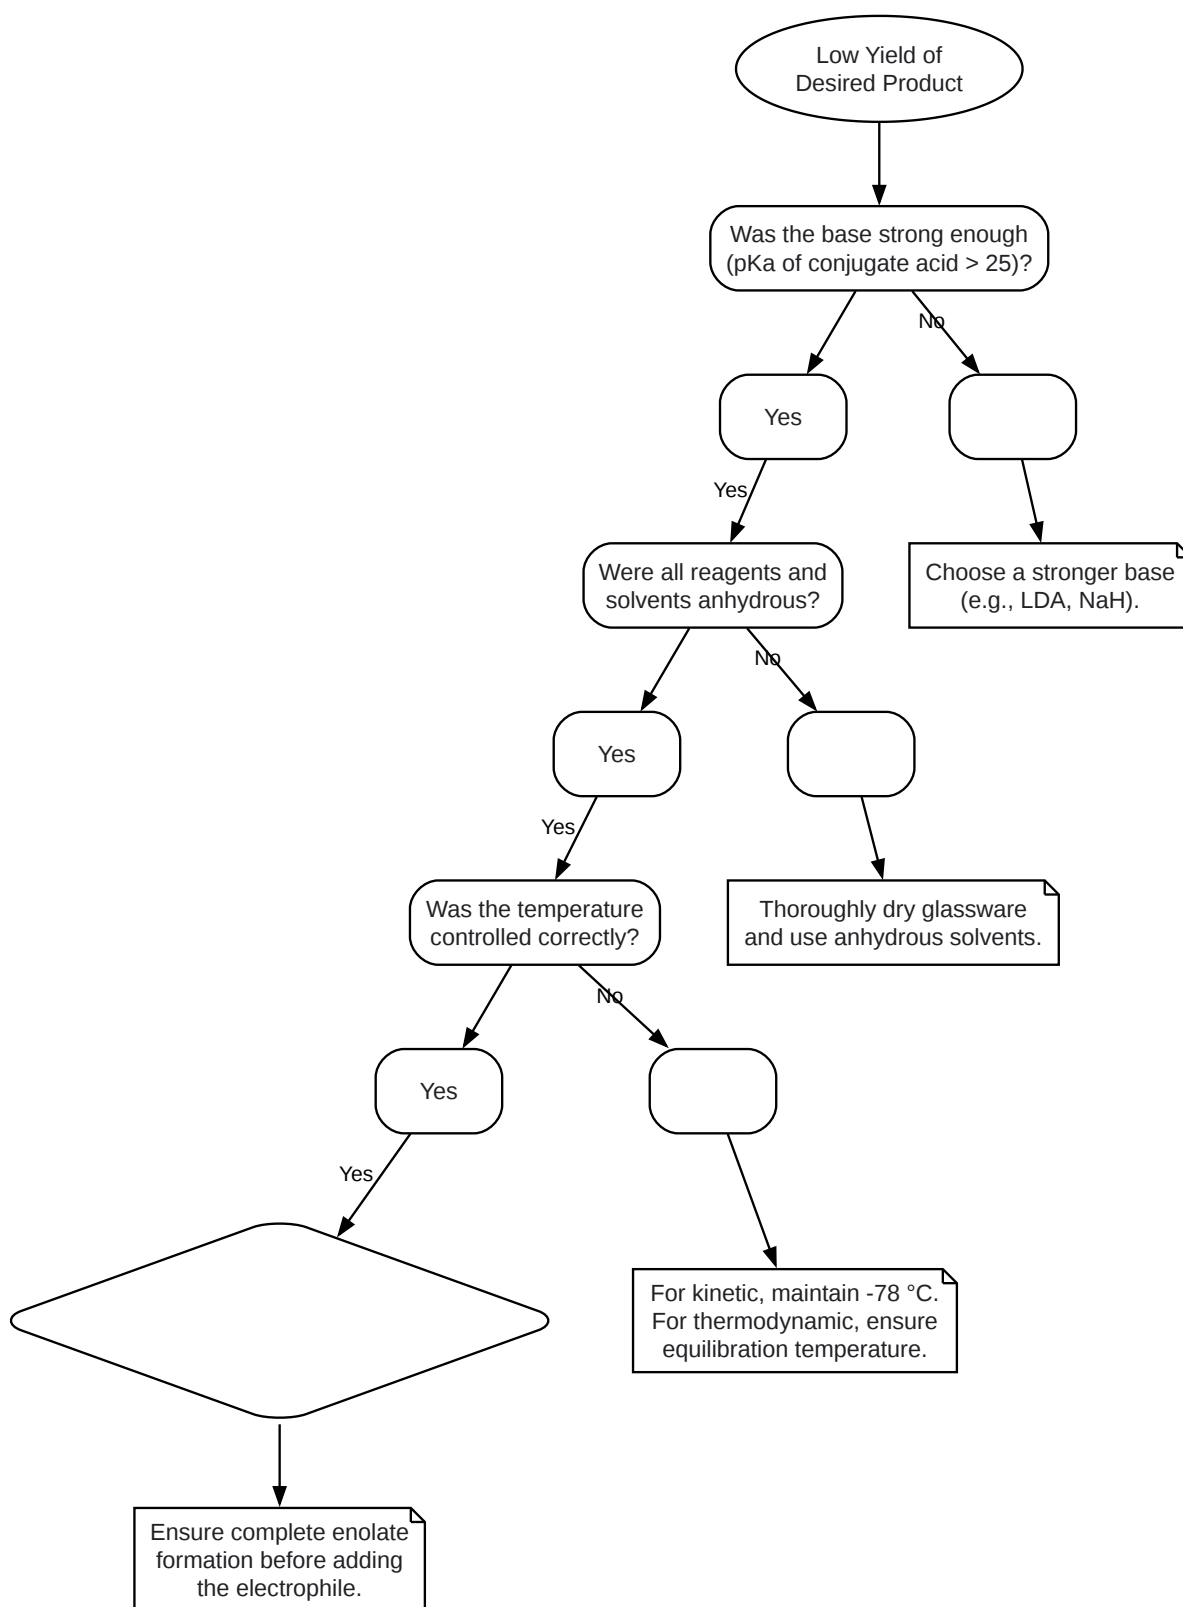 Low Yield of
Desired Product
Was the base strong enough
(pKa of conjugate acid > 25)?
No
Yes
Yes
Were all reagents and
solvents anhydrous?
Choose a stronger base
(e.g., LDA, NaH).
No
Yes
Yes
Was the temperature
controlled correctly?
Thoroughly dry glassware
and use anhydrous solvents.
No
Yes
Yes
For kinetic, maintain -78 °C.
For thermodynamic, ensure
equilibration temperature.
Ensure complete enolate
formation before adding
the electrophile.